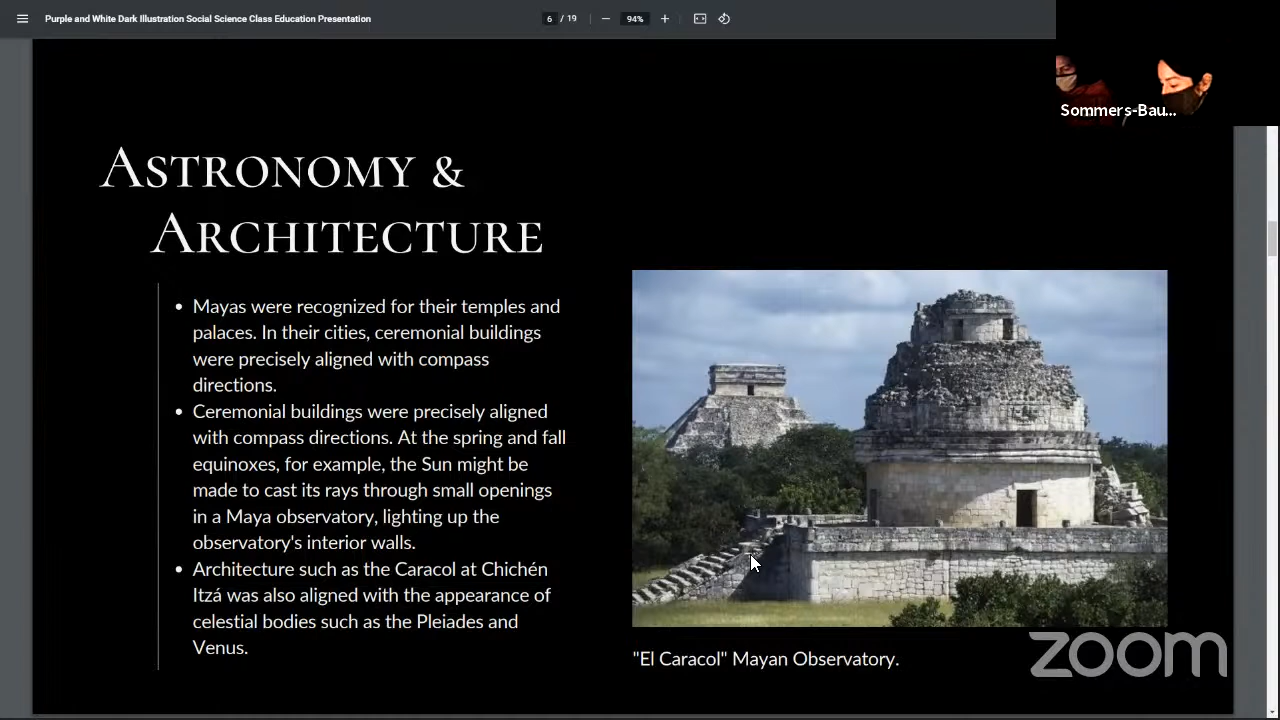 Purple and White Dark Illustration Social Science Class Education Presentation
6 / 19
94%
Sommers-Bau...
ASTRONOMY &
ARCHITECTURE
• Mayas were recognized for their temples and
palaces. In their cities, ceremonial buildings
were precisely aligned with compass
directions.
• Ceremonial buildings were precisely aligned
with compass directions. At the spring and fall
equinoxes, for example, the Sun might be
made to cast its rays through small openings
in a Maya observatory, lighting up the
observatory's interior walls.
• Architecture such as the Caracol at Chichén
Itzá was also aligned with the appearance of
celestial bodies such as the Pleiades and
Venus.
"El Caracol" Mayan Observatory.
zoom